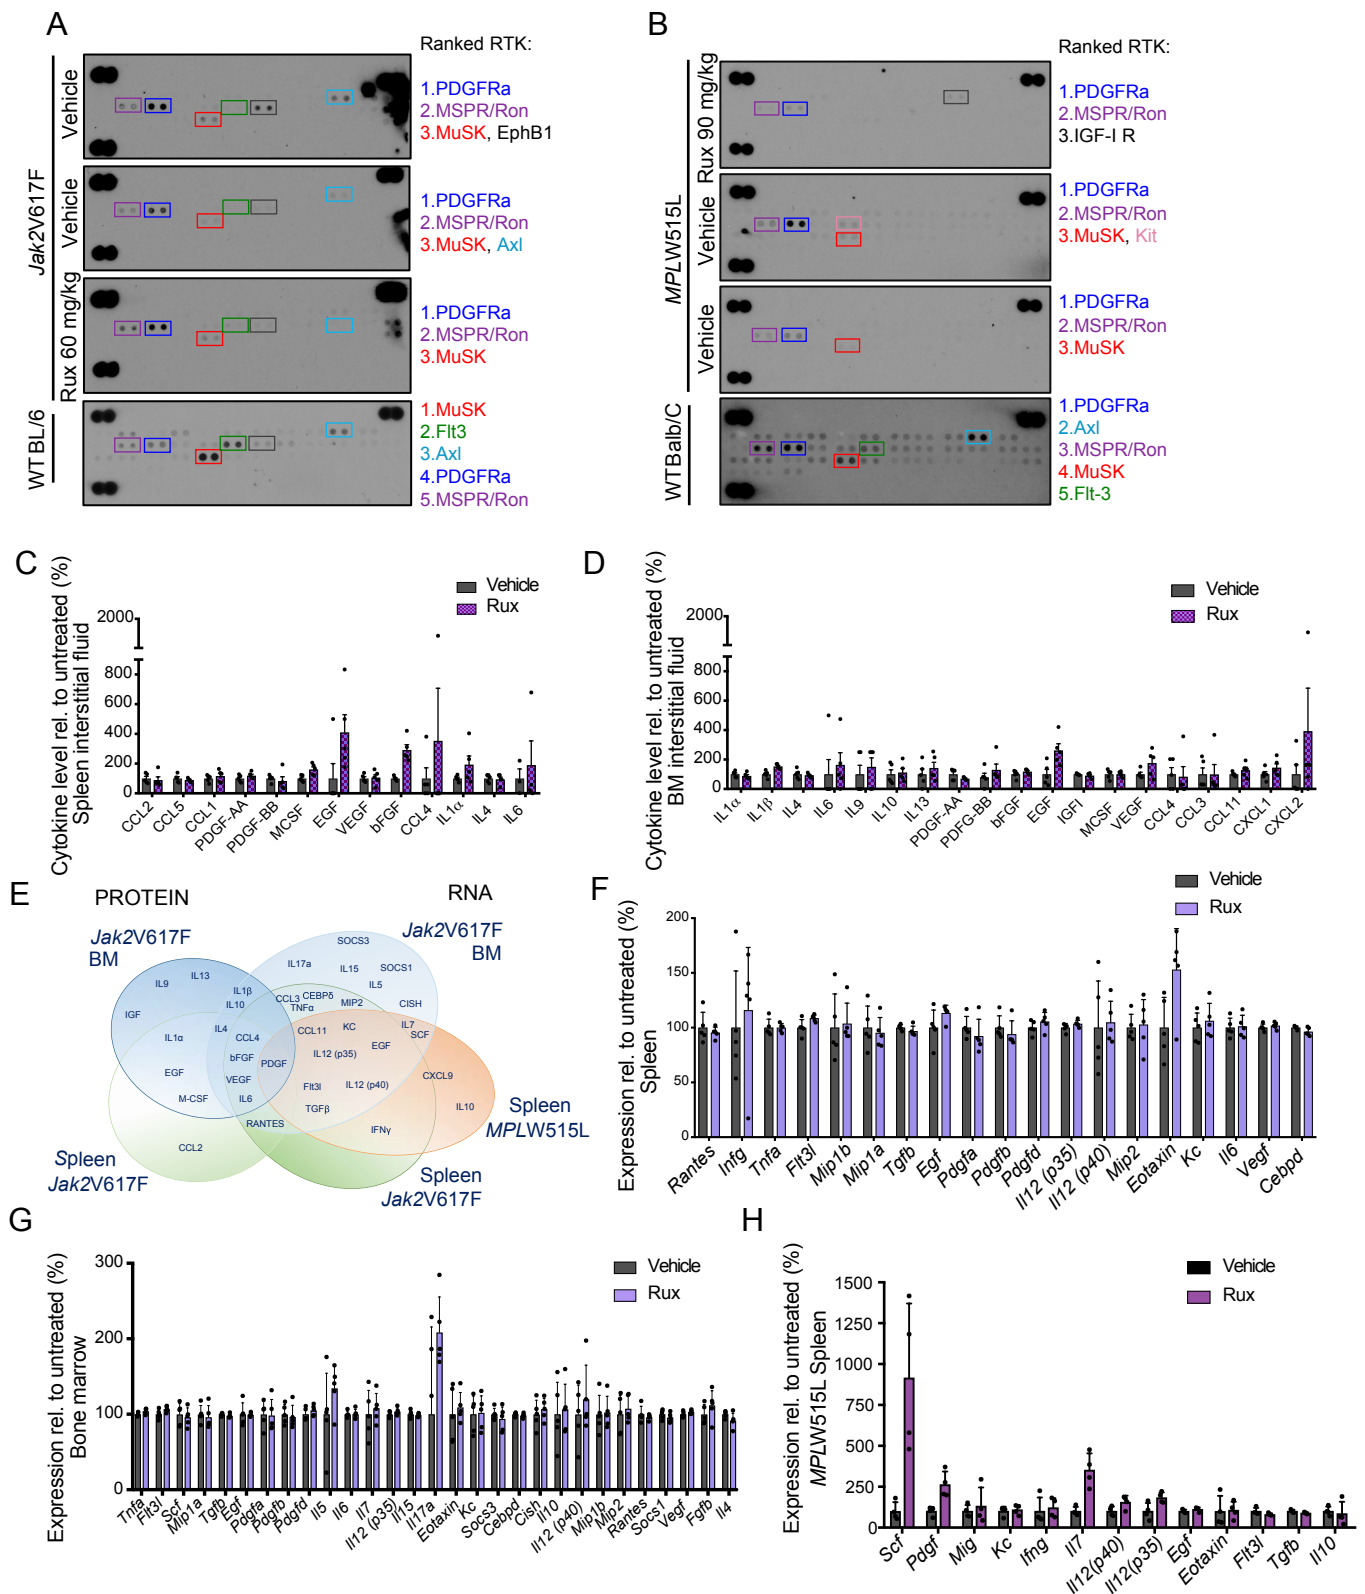 A
Ranked RTK:
Jak2V617F
Vehicle
1.PDGFRa
2.MSPR/Ron
3.MuSK, EphB1
Vehicle
1.PDGFRa
2.MSPR/Ron
3.MuSK, Axl
Rux 60 mg/kg
1.PDGFRa
2.MSPR/Ron
3.MuSK
WTBL/6
1.MuSK
2.Flt3
3.Axl
4.PDGFRa
5.MSPR/Ron
B
Ranked RTK:
MPLW515L
Rux 90 mg/kg
1.PDGFRa
2.MSPR/Ron
3.IGF-I R
Vehicle
1.PDGFRa
2.MSPR/Ron
3.MuSK, Kit
Vehicle
1.PDGFRa
2.MSPR/Ron
3.MuSK
WTBalb/C
1.PDGFRa
2.Axl
3.MSPR/Ron
4.MuSK
5.Flt-3
C
Cytokine level rel. to untreated (%)
Spleen interstitial fluid
Vehicle
Rux
2000
800
600
400
200
0
CCL2
CCL5
CCL1
PDGF-AA
PDGF-BB
MCSF
EGF
VEGF
bFGF
CCL4
IL1α
IL4
IL6
D
Cytokine level rel. to untreated (%)
BM interstitial fluid
Vehicle
Rux
2000
800
600
400
200
0
IL1α
IL1β
IL4
IL6
IL9
IL10
IL13
PDGF-AA
PDFG-BB
bFGF
EGF
IGFI
MCSF
VEGF
CCL4
CCL3
CCL11
CXCL1
CXCL2
E
PROTEIN
RNA
Jak2V617F
BM
Jak2V617F
BM
SOCS3
IL17a
IL15
SOCS1
IL5
IL9
IL13
IL1β
IL10
CCL3
CEBPδ
TNFα
MIP2
CISH
IGF
IL4
CCL11
KC
IL7
SCF
IL1α
CCL4
EGF
bFGF
PDGF
IL12 (p35)
EGF
VEGF
Flt3l
IL12 (p40)
CXCL9
M-CSF
IL6
TGFβ
IL10
RANTES
IFNγ
CCL2
Spleen
MPLW515L
Spleen
Jak2V617F
Spleen
Jak2V617F
F
Expression rel. to untreated (%)
Spleen
Vehicle
Rux
200
150
100
50
0
Rantes
Infg
Tnfa
Flt3l
Mip1b
Mip1a
Tgfb
Egf
Pdgfa
Pdgfb
Pdgfd
Il12 (p35)
Il12 (p40)
Mip2
Eotaxin
Kc
Il6
Vegf
Cebpd
G
Expression rel. to untreated (%)
Bone marrow
Vehicle
Rux
300
200
100
0
Tnfa
Flt3l
Scf
Mip1a
Tgfb
Egf
Pdgfa
Pdgfb
Pdgfd
Il5
Il6
Il7
Il12 (p35)
Il15
Il17a
Eotaxin
Kc
Socs3
Cebpd
Cish
Il10
Il12 (p40)
Mip1b
Mip2
Rantes
Socs1
Vegf
Fgfb
Il4
H
Expression rel. to untreated (%)
MPLW515L Spleen
Vehicle
Rux
1500
1250
1000
750
500
250
0
Scf
Pdgf
Mig
Kc
Ifng
Il7
Il12(p40)
Il12(p35)
Egf
Eotaxin
Flt3l
Tgfb
Il10